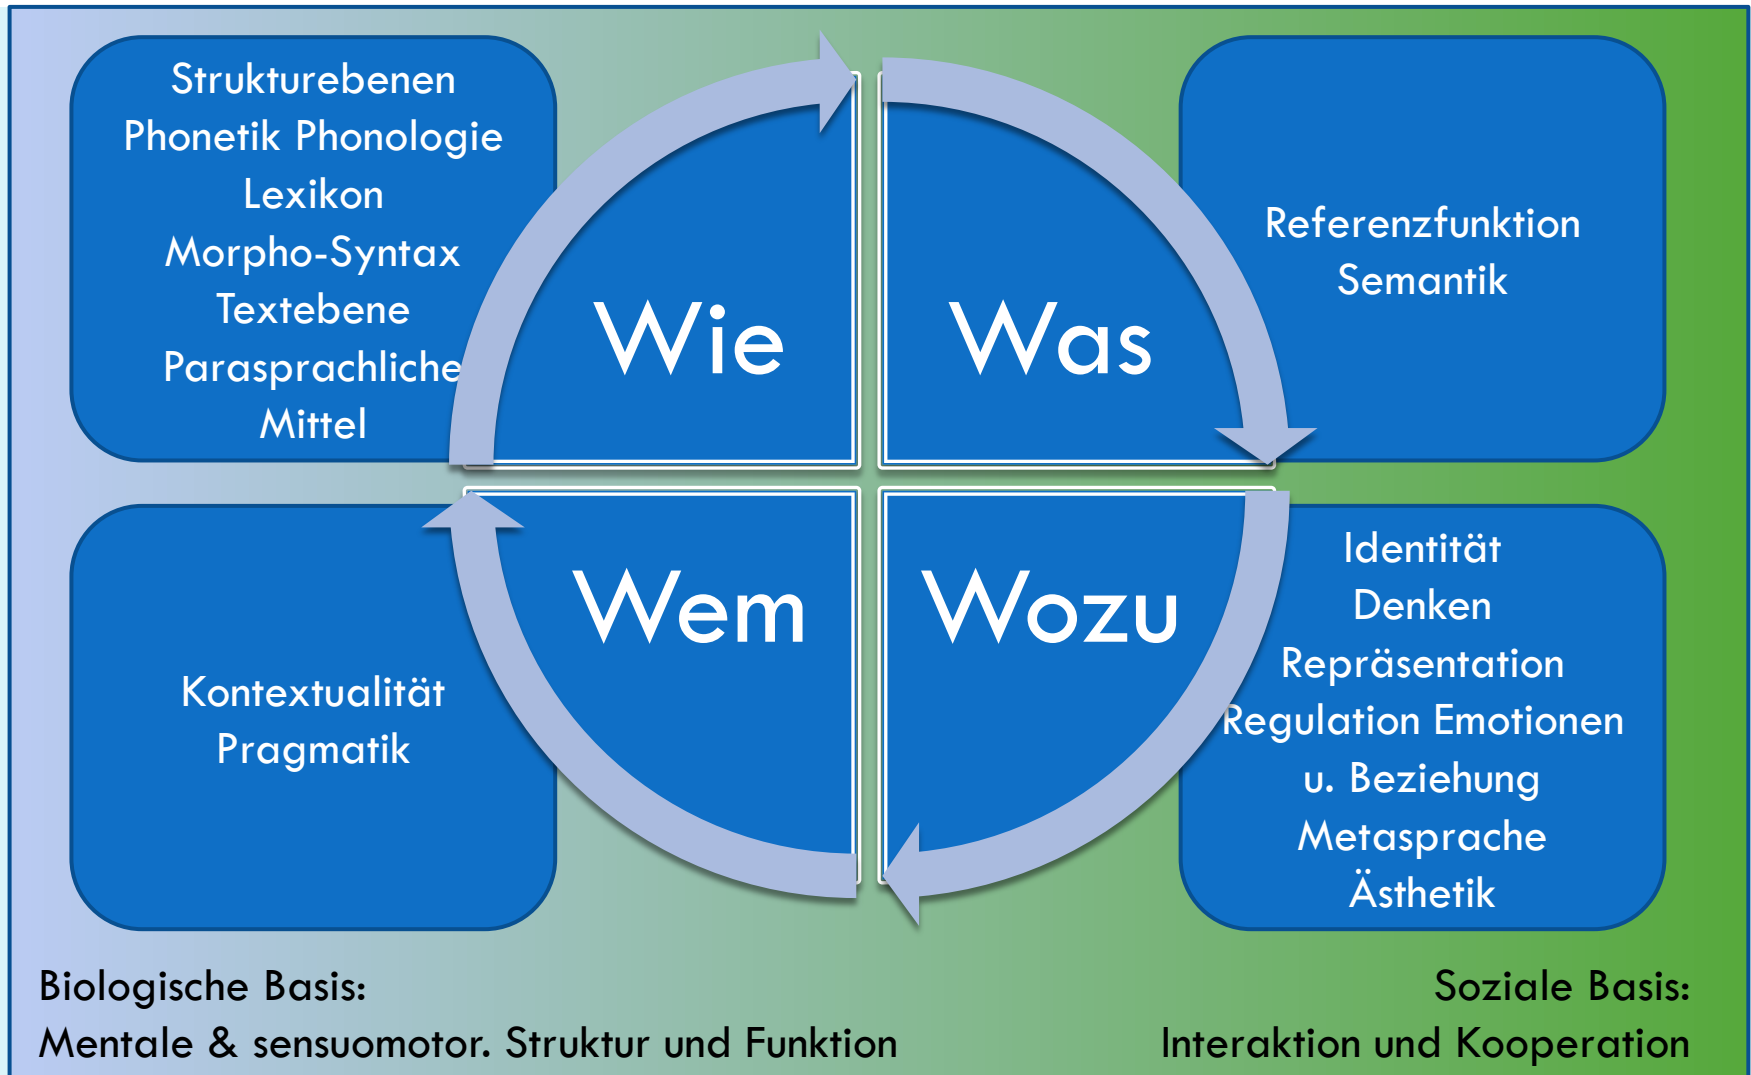 Strukturebenen
Phonetik Phonologie
Lexikon
Morpho-Syntax
Textebene
Parasprachliche
Mittel
Wie
Was
Referenzfunktion
Semantik
Kontextualität
Pragmatik
Wem
Wozu
Identität
Denken
Repräsentation
Regulation Emotionen
u. Beziehung
Metasprache
Ästhetik
Biologische Basis:
Mentale & sensuomotor. Struktur und Funktion
Soziale Basis:
Interaktion und Kooperation